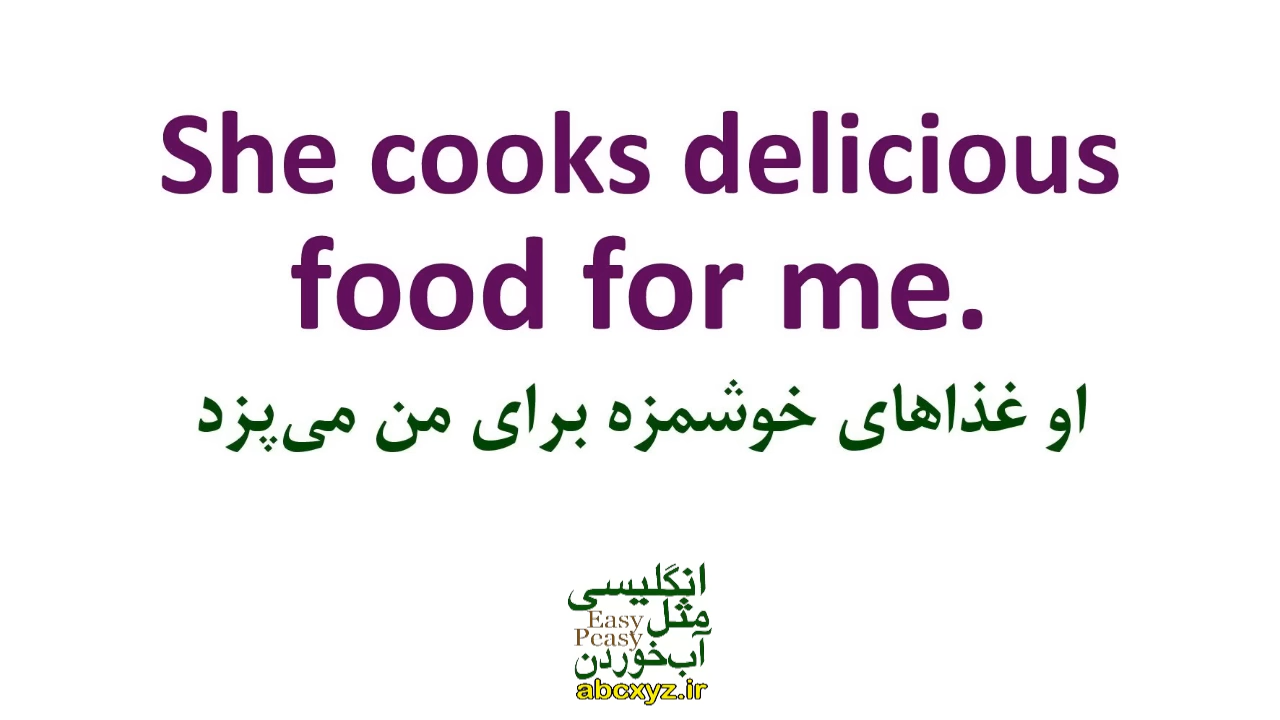 She cooks delicious
food for me.
او غذاهای خوشمزه برای من می‌پزد
انگلیسی
مثل
Easy
Peasy
آب‌خوردن
abcxyz.ir